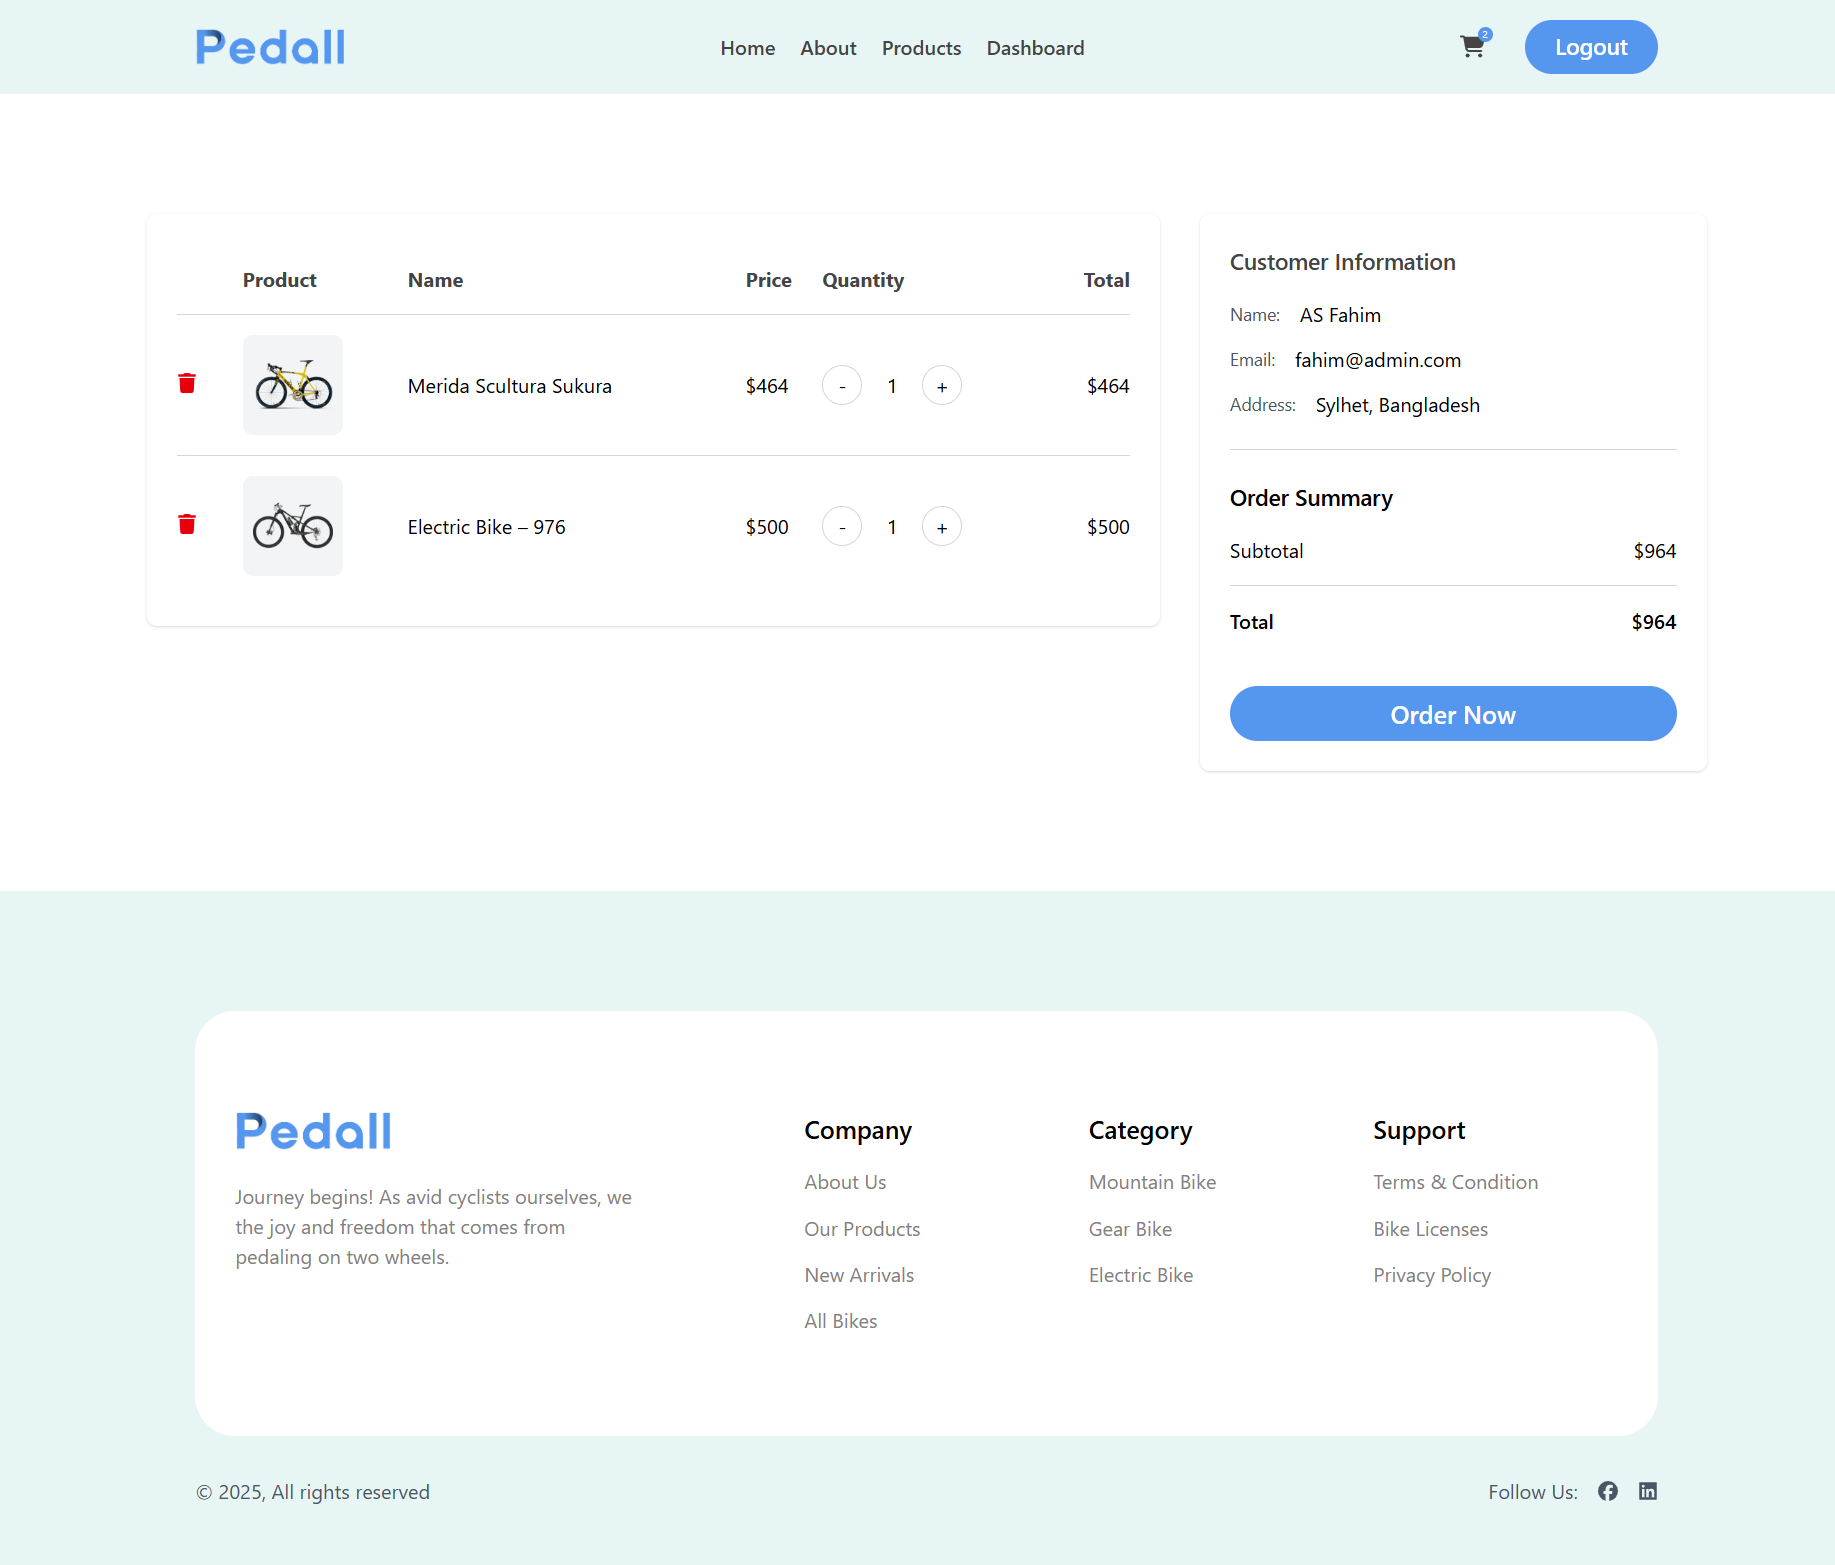 Pedall
Home About Products Dashboard
2
Logout
Product Name Price Quantity Total
Merida Scultura Sukura $464 - 1 + $464
Electric Bike – 976 $500 - 1 + $500
Customer Information
Name: AS Fahim
Email: fahim@admin.com
Address: Sylhet, Bangladesh
Order Summary
Subtotal $964
Total $964
Order Now
Pedall
Journey begins! As avid cyclists ourselves, we
the joy and freedom that comes from
pedaling on two wheels.
Company
About Us
Our Products
New Arrivals
All Bikes
Category
Mountain Bike
Gear Bike
Electric Bike
Support
Terms & Condition
Bike Licenses
Privacy Policy
© 2025, All rights reserved
Follow Us: